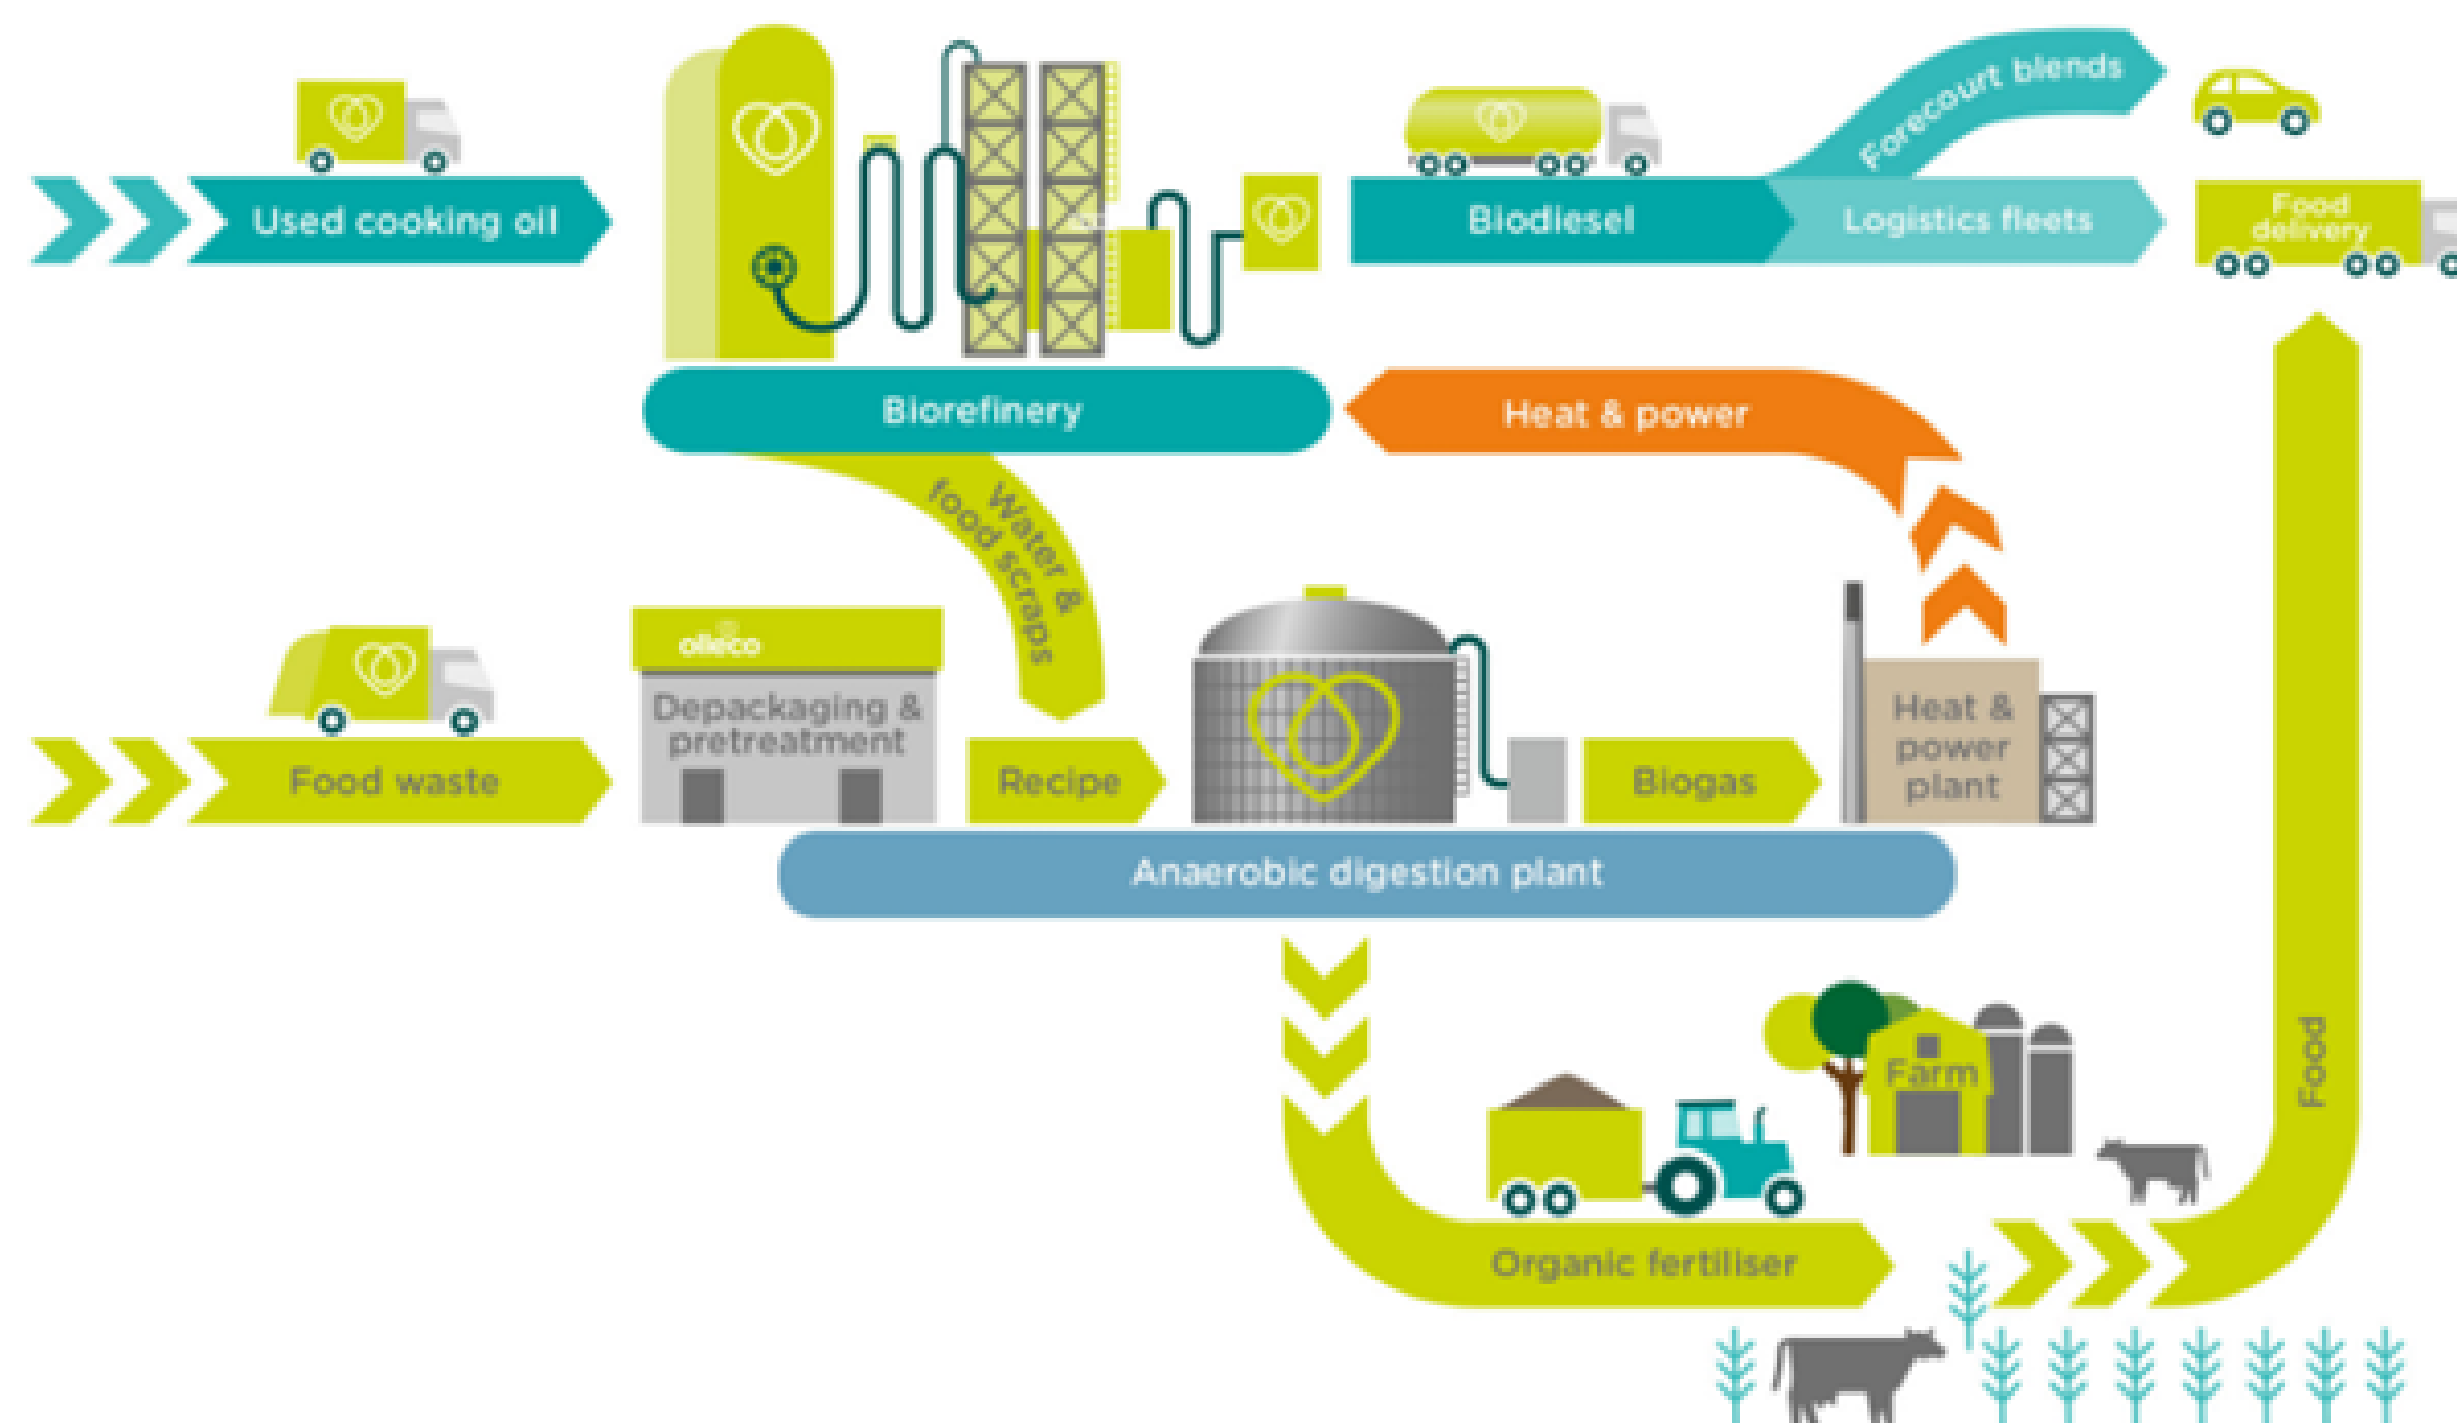 Forecourt blends
Used cooking oil
Biodiesel
Logistics fleets
Food
delivery
Biorefinery
Heat & power
Water &
food scraps
olleco
Depackaging &
pretreatment
Food waste
Recipe
Biogas
Heat &
power
plant
Anaerobic digestion plant
Farm
Food
Organic fertiliser